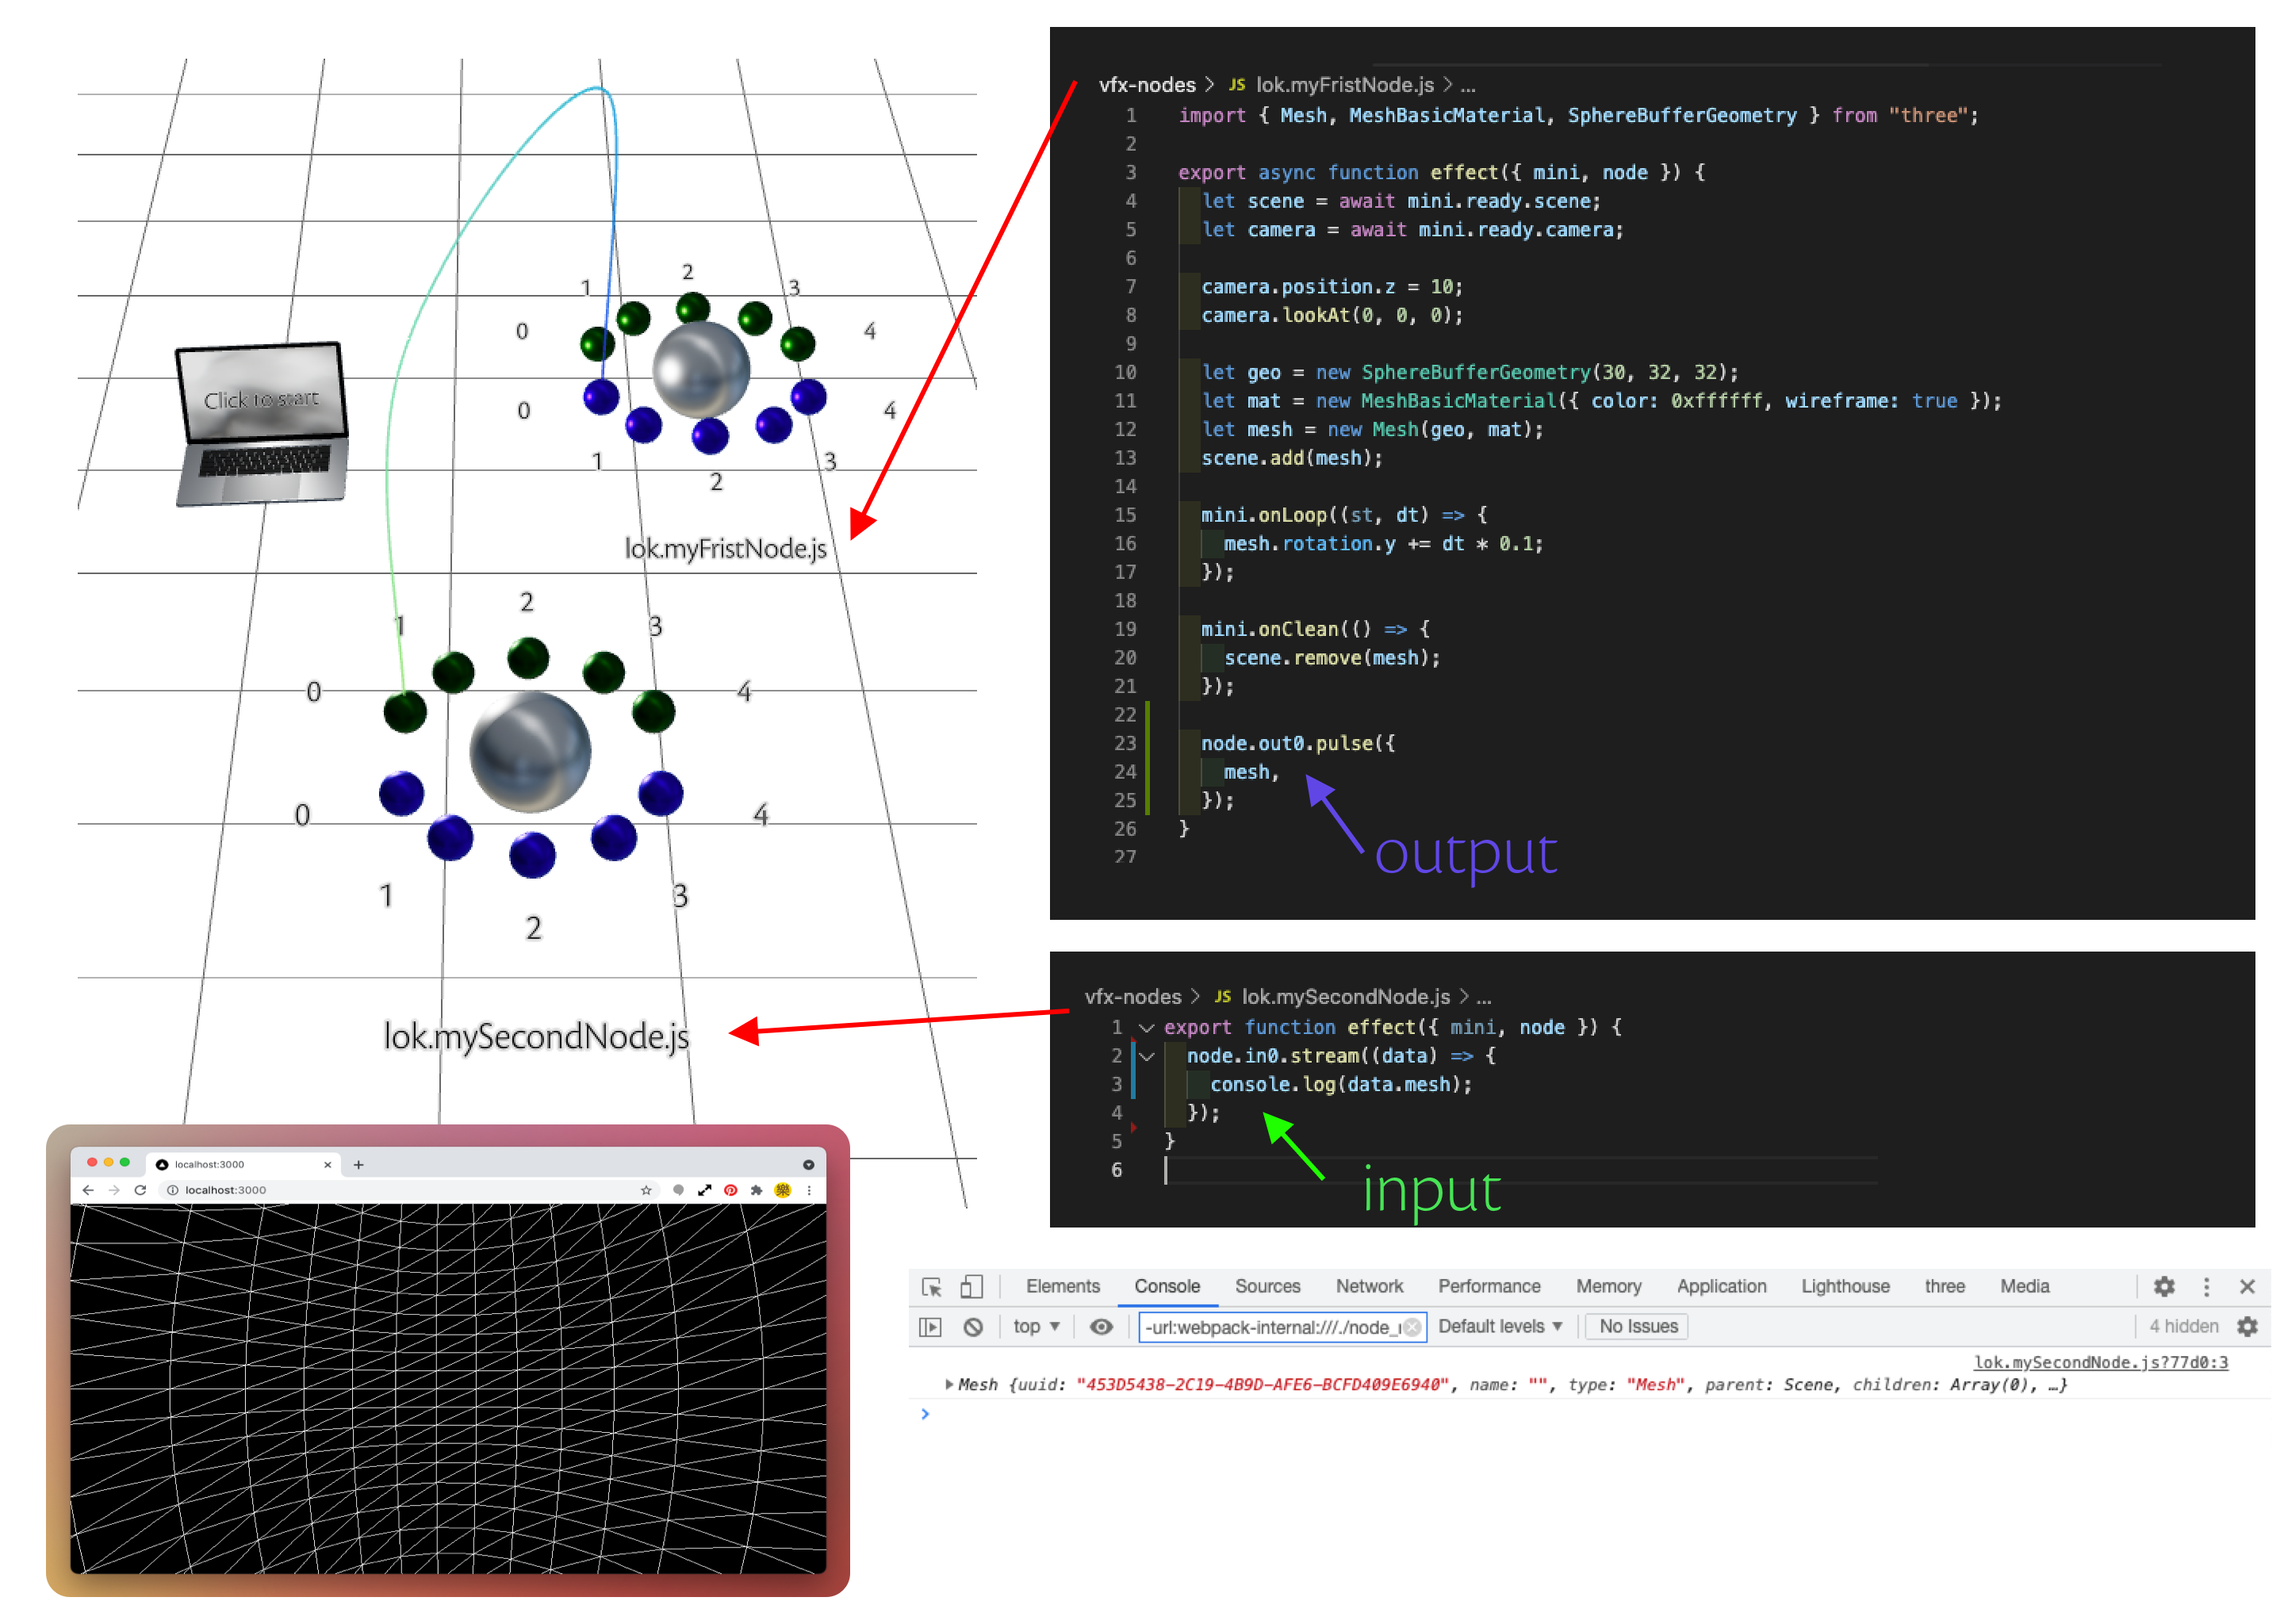 1
2
3
0
4
Click to start
0
4
1
2
3
lok.myFristNode.js
2
1
3
0
4
0
4
1
3
2
lok.mySecondNode.js
vfx-nodes > JS lok.myFristNode.js > ...
1 import { Mesh, MeshBasicMaterial, SphereBufferGeometry } from "three";
2
3 export async function effect({ mini, node }) {
4 let scene = await mini.ready.scene;
5 let camera = await mini.ready.camera;
6
7 camera.position.z = 10;
8 camera.lookAt(0, 0, 0);
9
10 let geo = new SphereBufferGeometry(30, 32, 32);
11 let mat = new MeshBasicMaterial({ color: 0xffffff, wireframe: true });
12 let mesh = new Mesh(geo, mat);
13 scene.add(mesh);
14
15 mini.onLoop((st, dt) => {
16 mesh.rotation.y += dt * 0.1;
17 });
18
19 mini.onClean(() => {
20 scene.remove(mesh);
21 });
22
23 node.out0.pulse({
24 mesh,
25 });
26 }
27
output
vfx-nodes > JS lok.mySecondNode.js > ...
1 export function effect({ mini, node }) {
2 node.in0.stream((data) => {
3 console.log(data.mesh);
4 });
5 }
6
input
localhost:3000
localhost:3000
樂
Elements Console Sources Network Performance Memory Application Lighthouse three Media
top -url:webpack-internal:///./node_ Default levels No Issues 4 hidden
lok.mySecondNode.js?77d0:3
Mesh {uuid: "453D5438-2C19-4B9D-AFE6-BCFD409E6940", name: "", type: "Mesh", parent: Scene, children: Array(0), …}